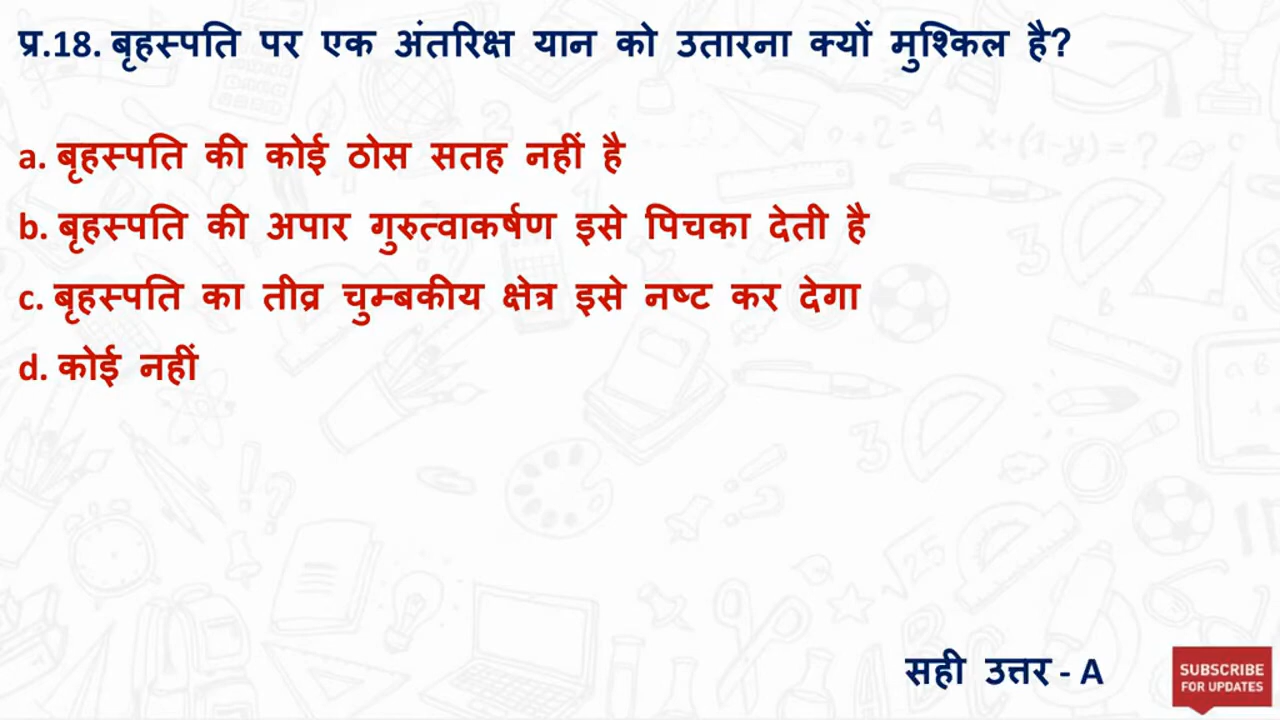 प्र.18. बृहस्पति पर एक अंतरिक्ष यान को उतारना क्यों मुश्किल है?
a. बृहस्पति की कोई ठोस सतह नहीं है
b. बृहस्पति की अपार गुरुत्वाकर्षण इसे पिचका देती है
c. बृहस्पति का तीव्र चुम्बकीय क्षेत्र इसे नष्ट कर देगा
d. कोई नहीं
सही उत्तर - A
SUBSCRIBE
FOR UPDATES